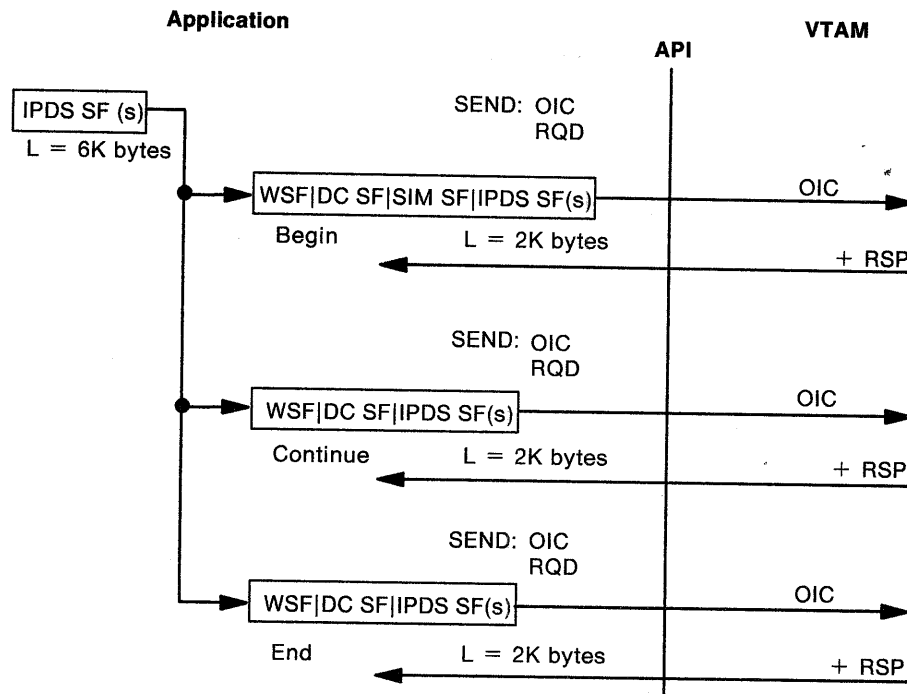 Application
VTAM
API
SEND: OIC
RQD
IPDS SF (s)
L = 6K bytes
WSF|DC SF|SIM SF|IPDS SF(s)
OIC
Begin
L = 2K bytes
+ RSP
SEND: OIC
RQD
WSF|DC SF|IPDS SF(s)
OIC
Continue
L = 2K bytes
+ RSP
SEND: OIC
RQD
WSF|DC SF|IPDS SF(s)
OIC
End
L = 2K bytes
+ RSP